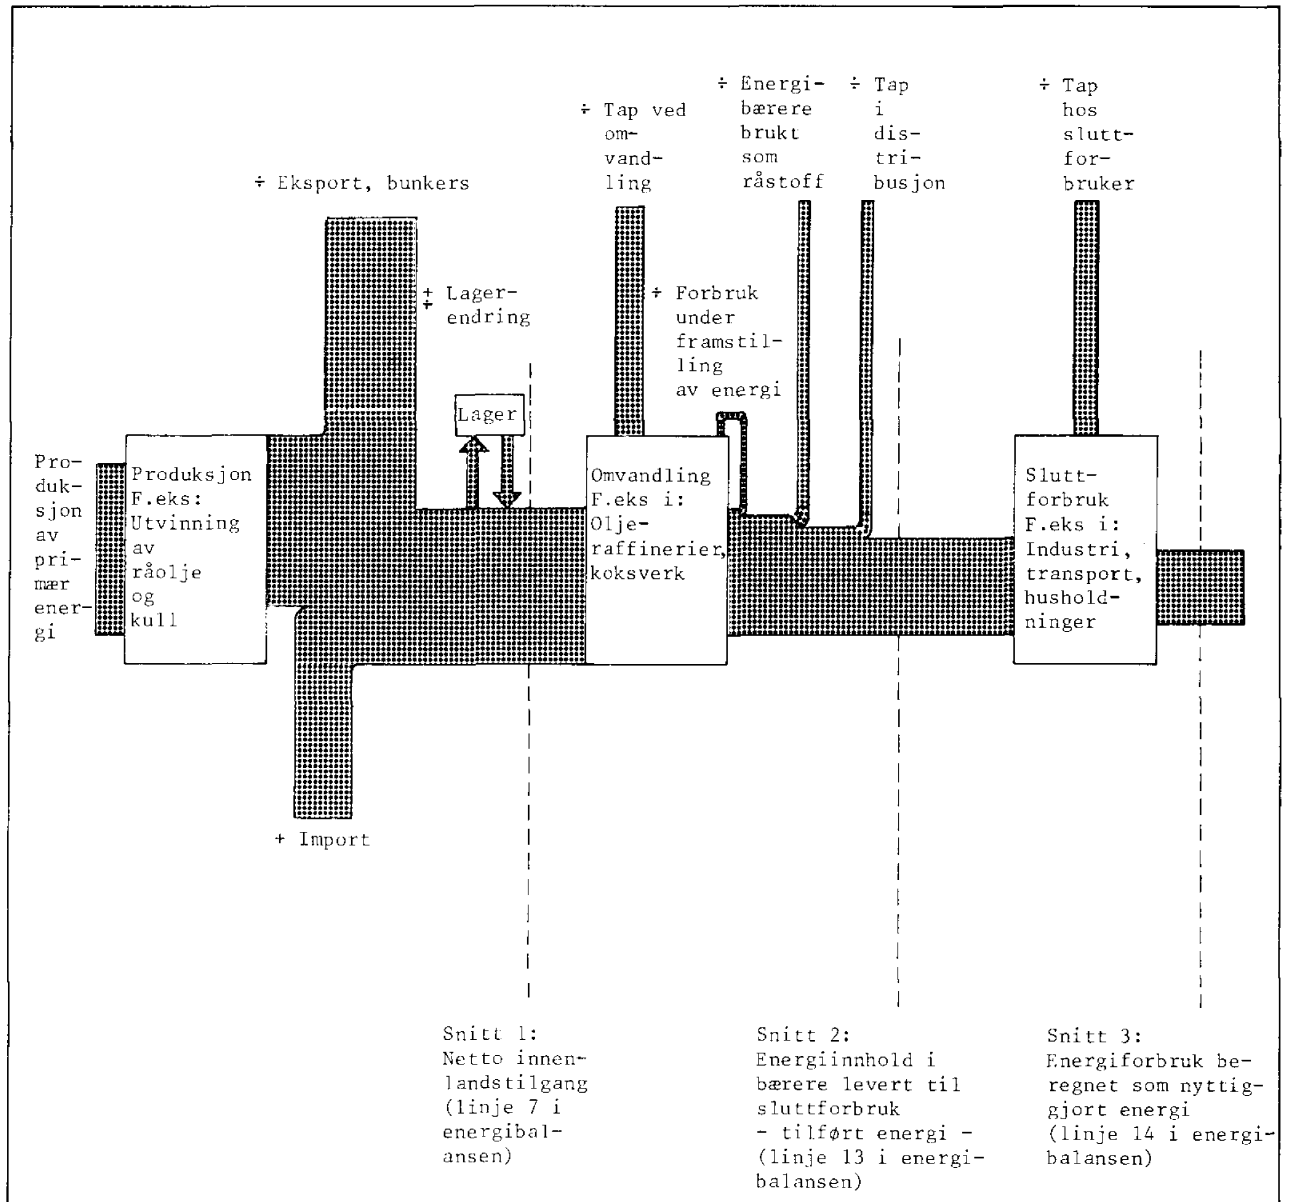 ÷ Tap ved
om-
vand-
ling
÷ Energi-
bærere
brukt
som
råstoff
÷ Tap
i
dis-
tri-
busjon
÷ Tap
hos
slutt-
for-
bruker
÷ Eksport, bunkers
+ Lager-
÷ endring
÷ Forbruk
under
framstil-
ling
av energi
Lager
Pro-
duk-
sjon
av
pri-
mær
ener-
gi
Produksjon
F.eks:
Utvinning
av
råolje
og
kull
Omvandling
F.eks i:
Olje-
raffinerier,
koksverk
Slutt-
forbruk
F.eks i:
Industri,
transport,
hushold-
ninger
+ Import
Snitt 1:
Netto innen-
landstilgang
(linje 7 i
energibal-
ansen)
Snitt 2:
Energiinnhold i
bærere levert til
sluttforbruk
- tilført energi -
(linje 13 i energi-
balansen)
Snitt 3:
Energiforbruk be-
regnet som nyttig-
gjort energi
(linje 14 i energi-
balansen)